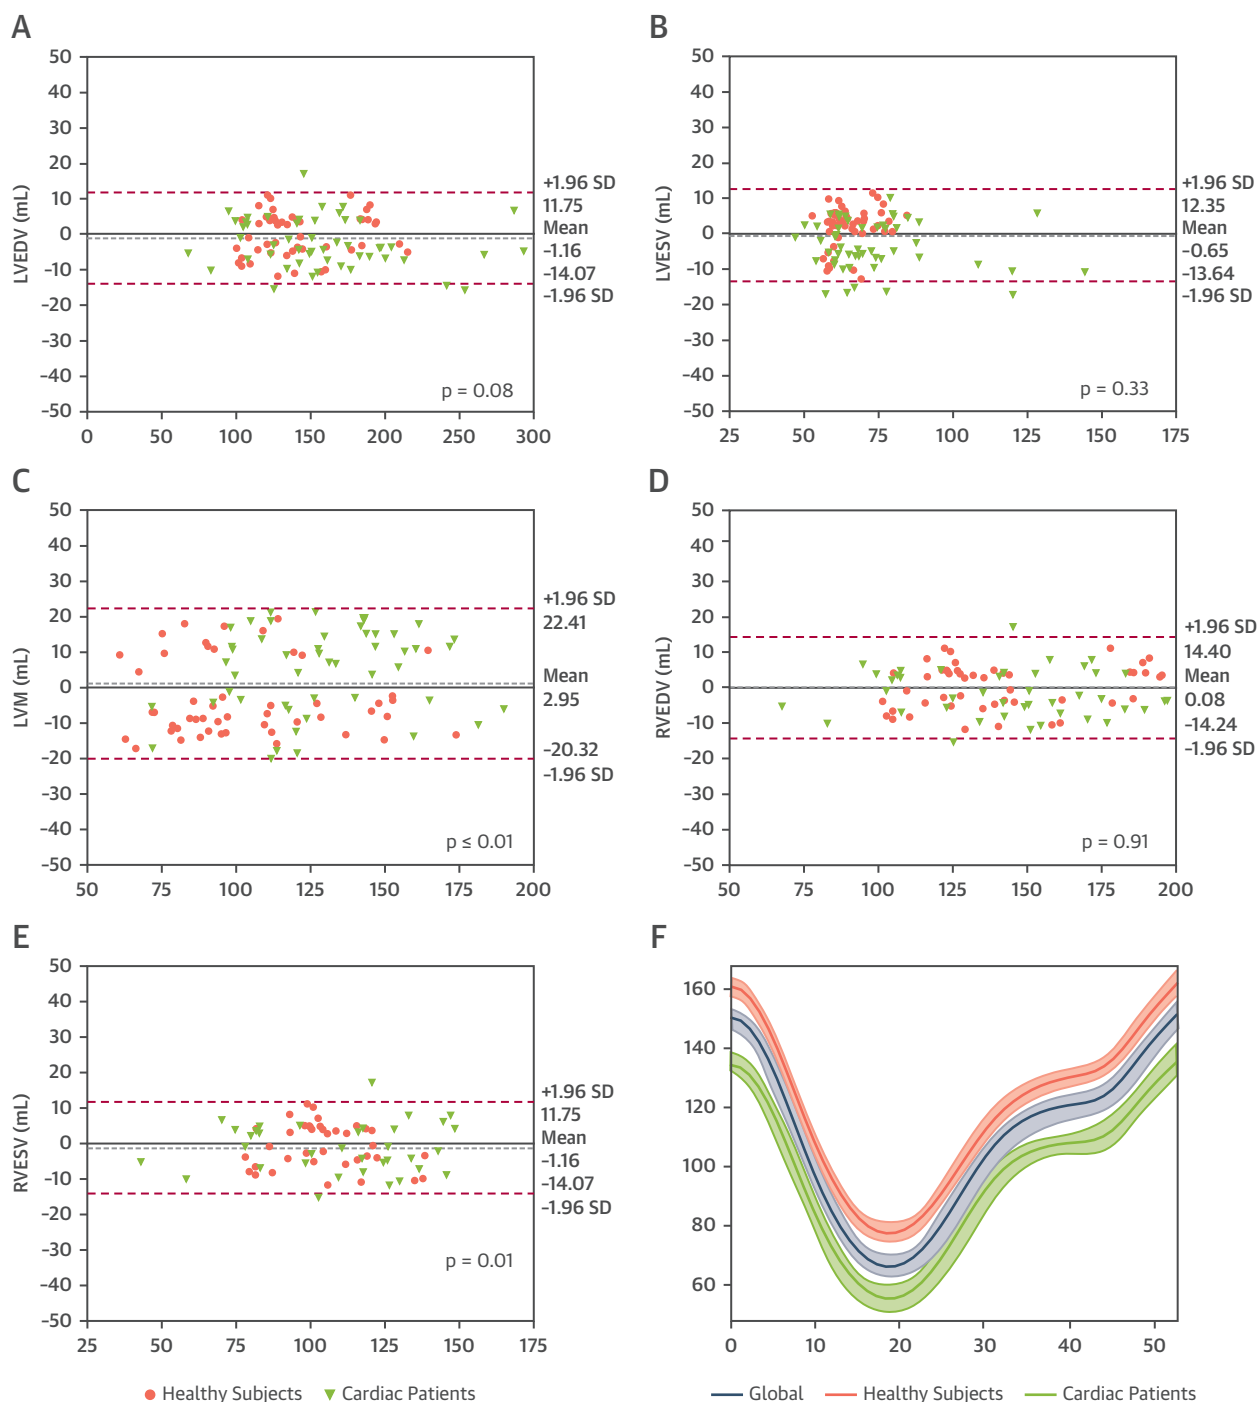 A
50
40
30
20
10
0
-10
-20
-30
-40
-50
LVEDV (mL)
+1.96 SD
11.75
Mean
-1.16
-14.07
-1.96 SD
p = 0.08
0 50 100 150 200 250 300
B
50
40
30
20
10
0
-10
-20
-30
-40
-50
LVESV (mL)
+1.96 SD
12.35
Mean
-0.65
-13.64
-1.96 SD
p = 0.33
25 50 75 100 125 150 175
C
50
40
30
20
10
0
-10
-20
-30
-40
-50
LVM (mL)
+1.96 SD
22.41
Mean
2.95
-20.32
-1.96 SD
p ≤ 0.01
50 75 100 125 150 175 200
D
50
40
30
20
10
0
-10
-20
-30
-40
-50
RVEDV (mL)
+1.96 SD
14.40
Mean
0.08
-14.24
-1.96 SD
p = 0.91
50 75 100 125 150 175 200
E
50
40
30
20
10
0
-10
-20
-30
-40
-50
RVESV (mL)
+1.96 SD
11.75
Mean
-1.16
-14.07
-1.96 SD
p = 0.01
25 50 75 100 125 150 175
Healthy Subjects Cardiac Patients
F
160
140
120
100
80
60
0 10 20 30 40 50
Global Healthy Subjects Cardiac Patients